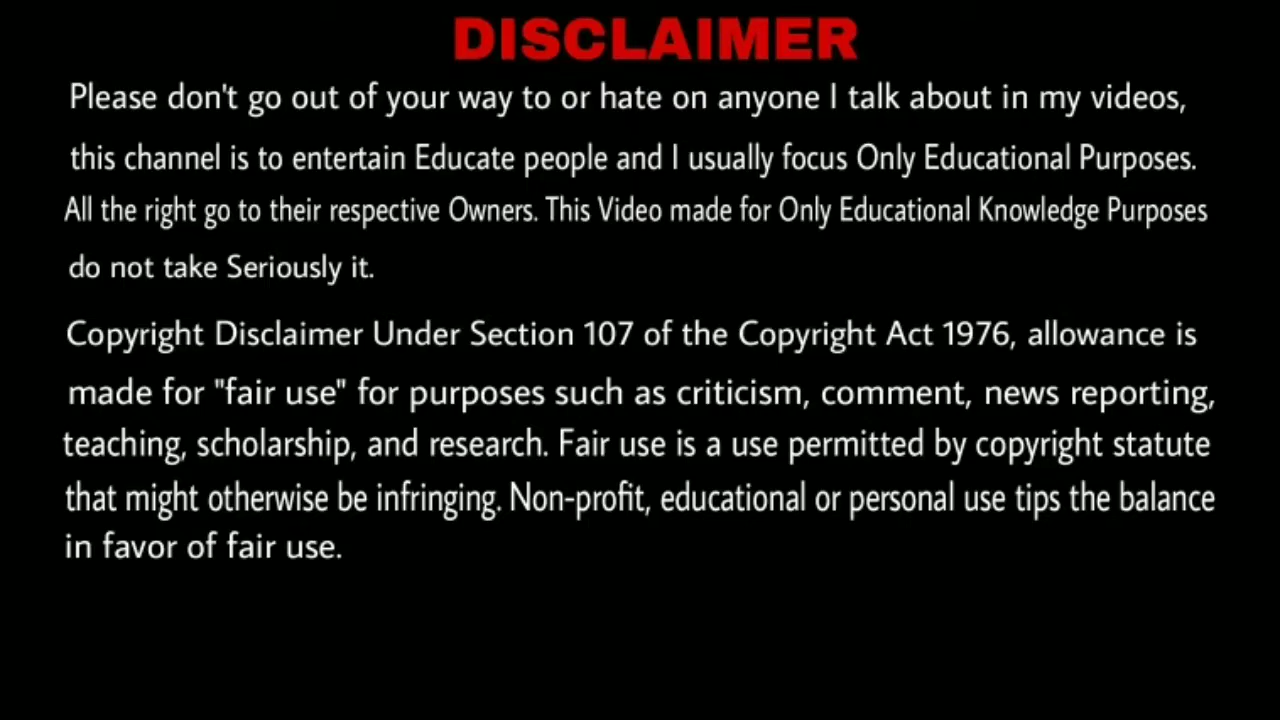 DISCLAIMER
Please don't go out of your way to or hate on anyone I talk about in my videos,
this channel is to entertain Educate people and I usually focus Only Educational Purposes.
All the right go to their respective Owners. This Video made for Only Educational Knowledge Purposes
do not take Seriously it.
Copyright Disclaimer Under Section 107 of the Copyright Act 1976, allowance is
made for "fair use" for purposes such as criticism, comment, news reporting,
teaching, scholarship, and research. Fair use is a use permitted by copyright statute
that might otherwise be infringing. Non-profit, educational or personal use tips the balance
in favor of fair use.